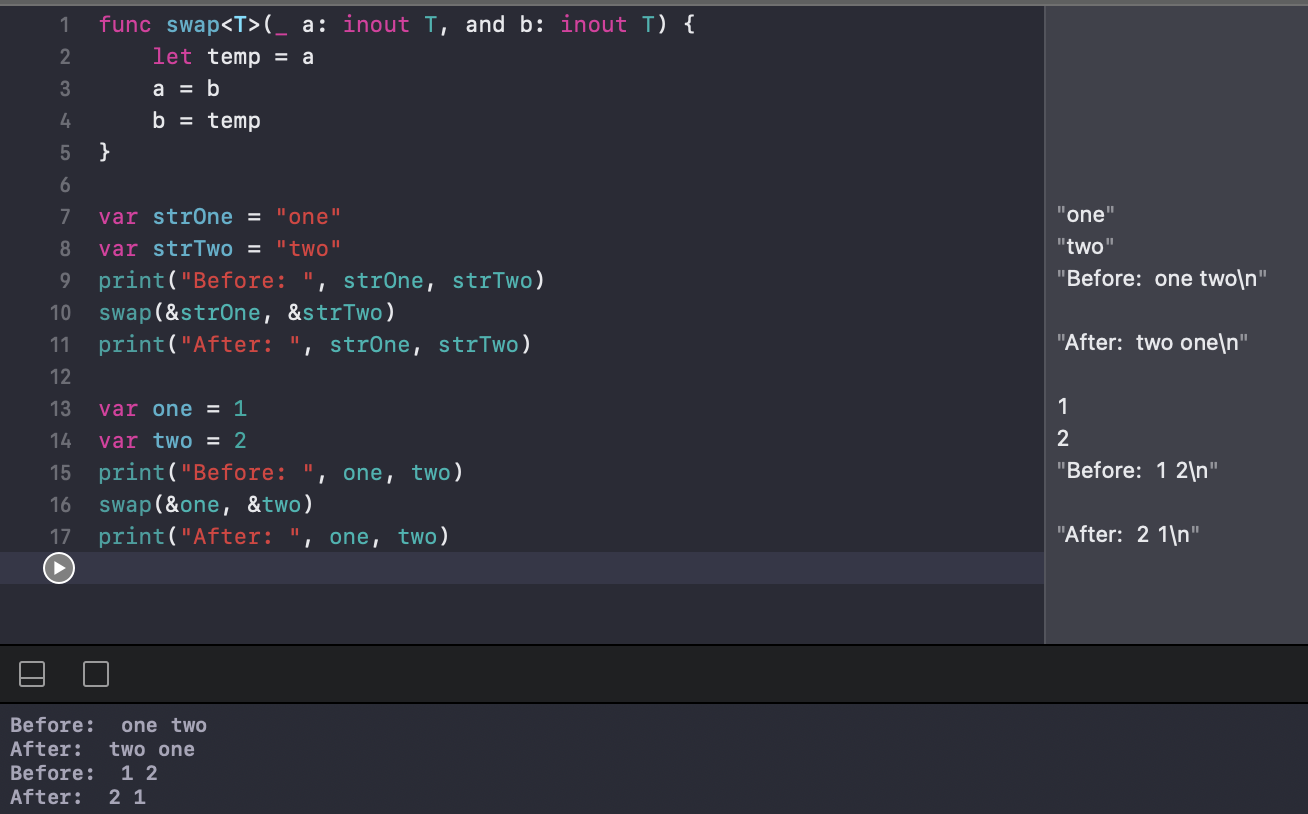 1 func swap<T>(_ a: inout T, and b: inout T) {
2 let temp = a
3 a = b
4 b = temp
5 }
6
7 var strOne = "one" "one"
8 var strTwo = "two" "two"
9 print("Before: ", strOne, strTwo) "Before:  one two\n"
10 swap(&strOne, &strTwo)
11 print("After: ", strOne, strTwo) "After:  two one\n"
12
13 var one = 1 1
14 var two = 2 2
15 print("Before: ", one, two) "Before:  1 2\n"
16 swap(&one, &two)
17 print("After: ", one, two) "After:  2 1\n"
Before:  one two
After:  two one
Before:  1 2
After:  2 1